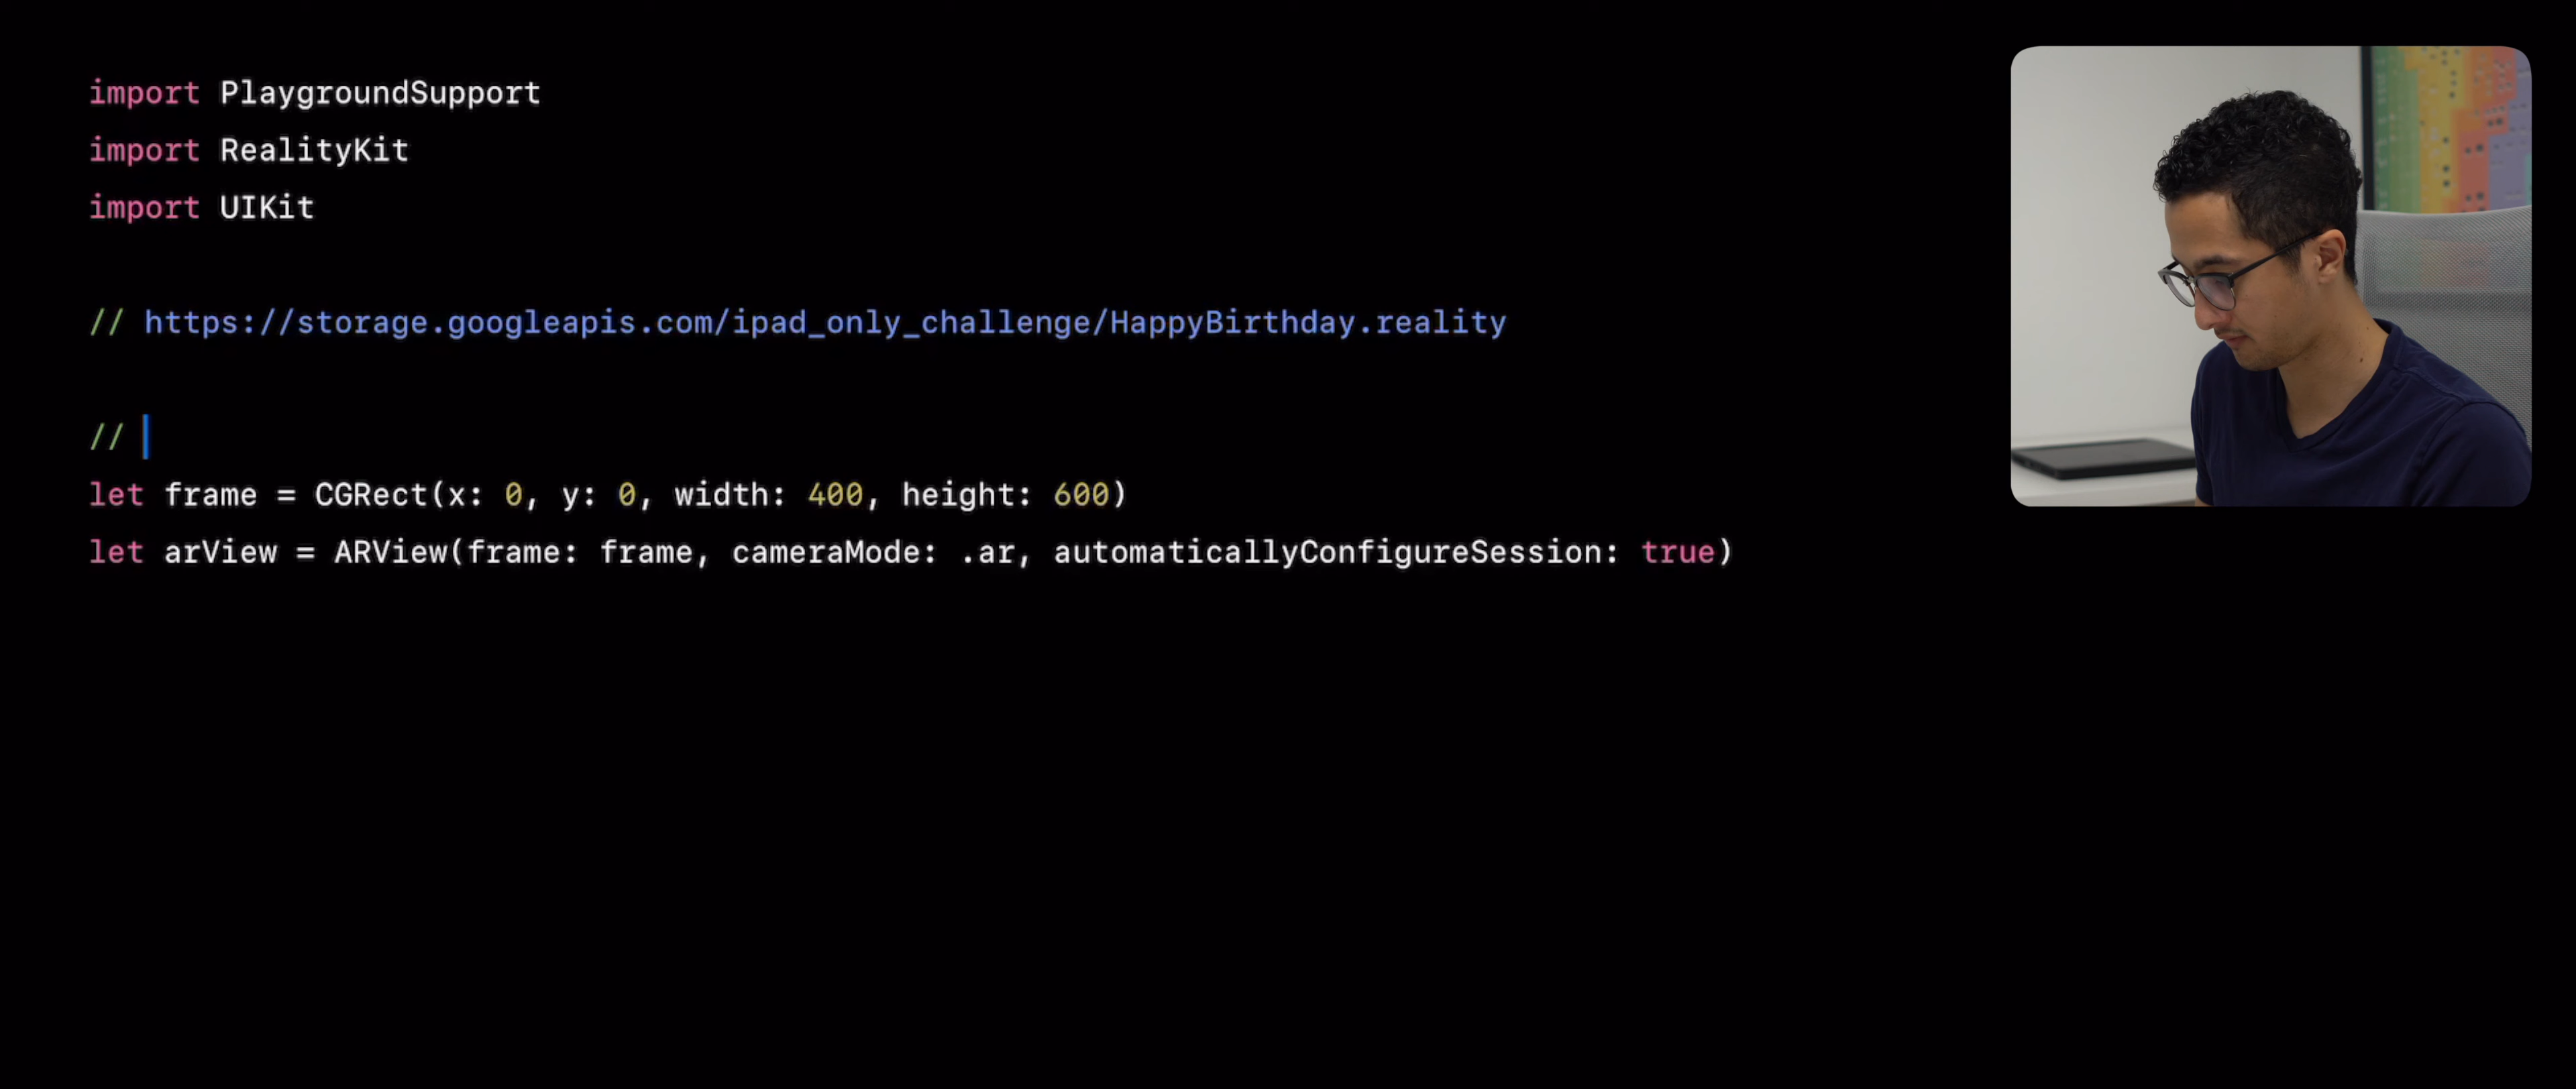 import PlaygroundSupport
import RealityKit
import UIKit
// https://storage.googleapis.com/ipad_only_challenge/HappyBirthday.reality
//
let frame = CGRect(x: 0, y: 0, width: 400, height: 600)
let arView = ARView(frame: frame, cameraMode: .ar, automaticallyConfigureSession: true)